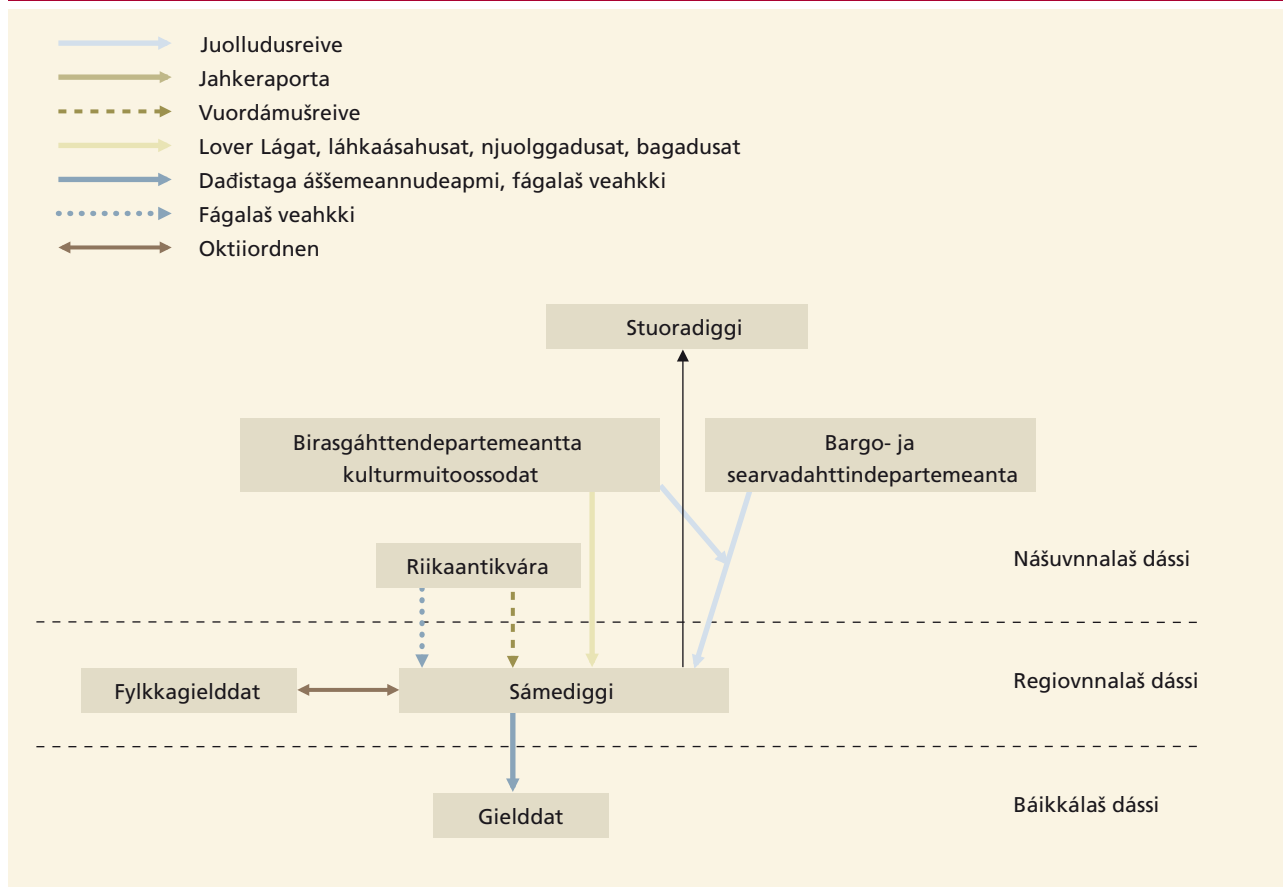 Juolludusreive
Jahkeraporta
Vuordámušreive
Lover Lágat, láhkaásahusat, njuolggadusat, bagadusat
Dađistaga áššemeannudeapmi, fágalaš veahkki
Fágalaš veahkki
Oktiiordnen
Stuoradiggi
Birasgáhttendepartemeantta
kulturmuitoossodat
Bargo- ja
searvadahttindepartemeanta
Riikaantikvára
Nášuvnnalaš dássi
Fylkkagielddat
Sámediggi
Regiovnnalaš dássi
Gielddat
Báikkálaš dássi